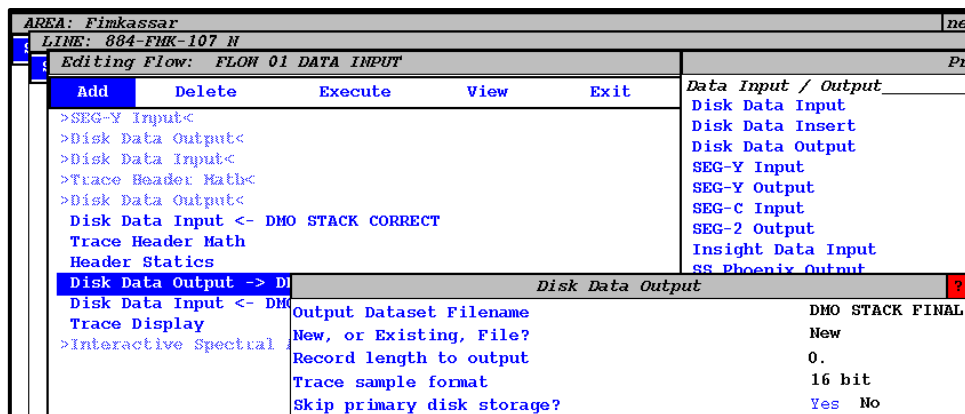 AREA: Fimkassar
LINE: 884-FMK-107 N
Editing Flow: FLOW 01 DATA INPUT
Add Delete Execute View Exit
>SEG-Y Input<
>Disk Data Output<
>Disk Data Input<
>Trace Header Math<
>Disk Data Output<
Disk Data Input <- DMO STACK CORRECT
Trace Header Math
Header Statics
Disk Data Output ->
Disk Data Input <- DMO
Trace Display
>Interactive Spectral
Data Input / Output
Disk Data Input
Disk Data Insert
Disk Data Output
SEG-Y Input
SEG-Y Output
SEG-C Input
SEG-2 Output
Insight Data Input
SS Phoenix Output
Disk Data Output ?
Output Dataset Filename DMO STACK FINAL
New, or Existing, File? New
Record length to output 0.
Trace sample format 16 bit
Skip primary disk storage? Yes No